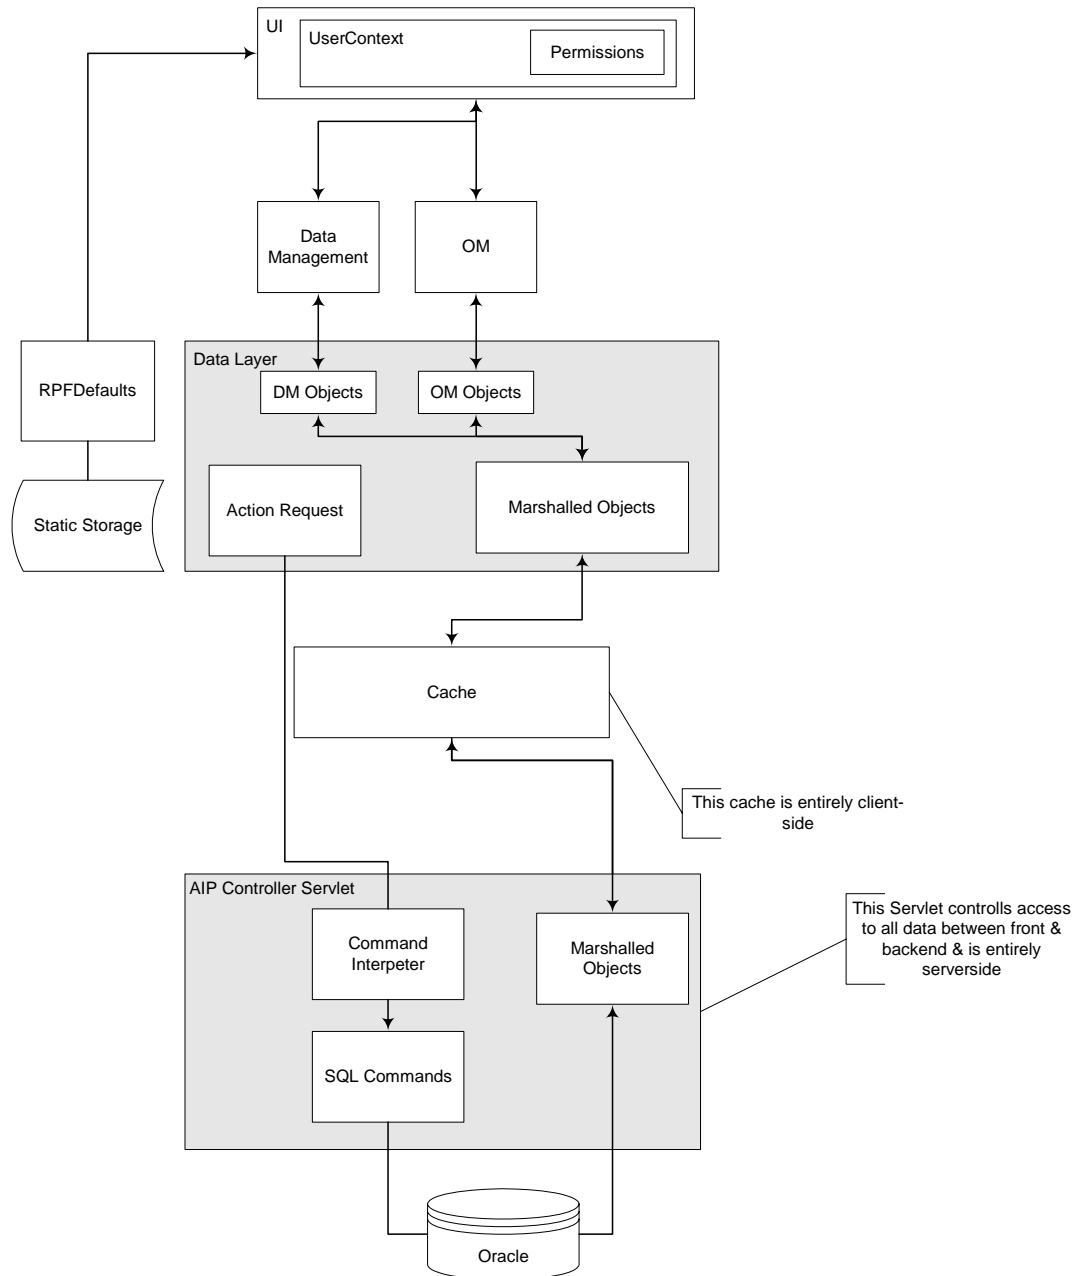 UI
UserContext
Permissions
Data
Management
OM
Data Layer
RPFDefaults
DM Objects
OM Objects
Action Request
Marshalled Objects
Static Storage
Cache
This cache is entirely client-
side
AIP Controller Servlet
Command
Interpeter
Marshalled
Objects
This Servlet controlls access
to all data between front &
backend & is entirely
serverside
SQL Commands
Oracle